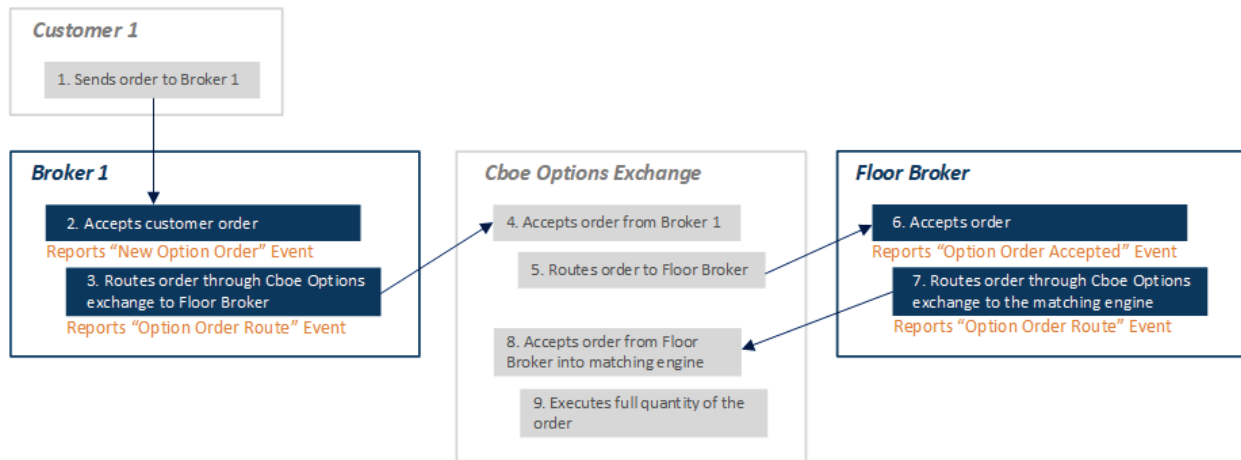 Customer 1
1. Sends order to Broker 1
Broker 1
2. Accepts customer order
Reports “New Option Order” Event
3. Routes order through Cboe Options
exchange to Floor Broker
Reports “Option Order Route” Event
Cboe Options Exchange
4. Accepts order from Broker 1
5. Routes order to Floor Broker
8. Accepts order from Floor
Broker into matching engine
9. Executes full quantity of the
order
Floor Broker
6. Accepts order
Reports “Option Order Accepted” Event
7. Routes order through Cboe Options
exchange to the matching engine
Reports “Option Order Route” Event